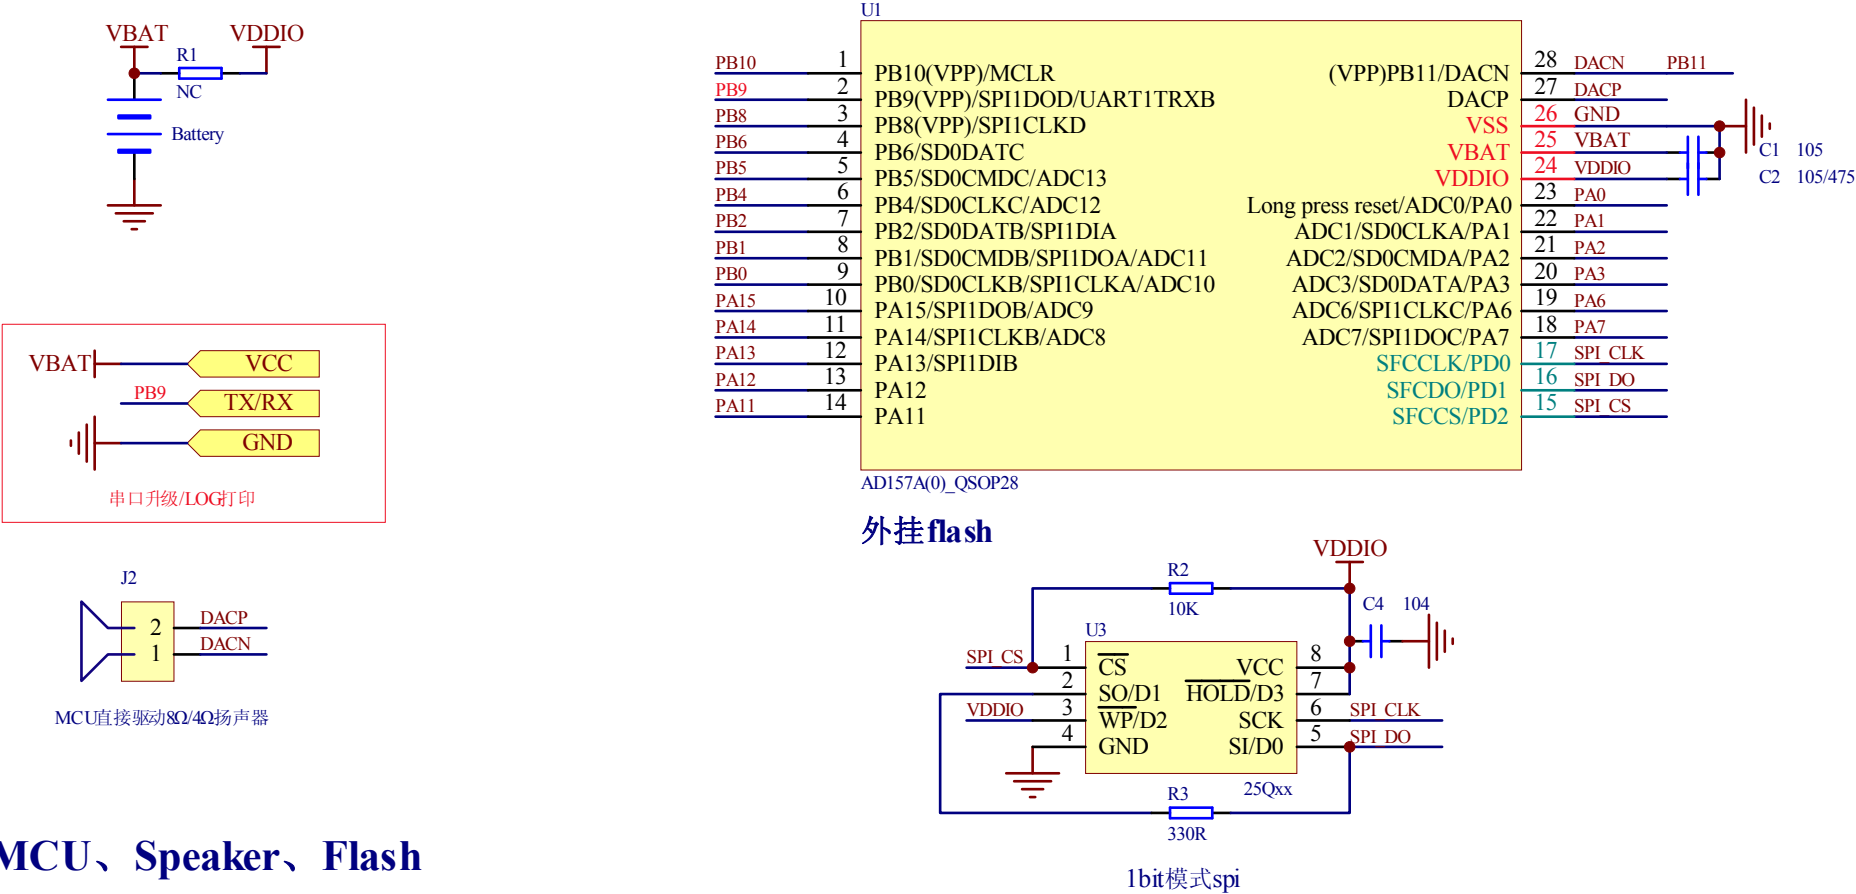 VBAT
VDDIO
R1
NC
Battery
VBAT
VCC
PB9
TX/RX
GND
串口升级/LOG打印
J2
2
DACP
1
DACN
MCU直接驱动8Ω/4Ω扬声器
MCU、Speaker、Flash
U1
PB10 1 PB10(VPP)/MCLR
PB9 2 PB9(VPP)/SPI1DOD/UART1TRXB
PB8 3 PB8(VPP)/SPI1CLKD
PB6 4 PB6/SD0DATC
PB5 5 PB5/SD0CMDC/ADC13
PB4 6 PB4/SD0CLKC/ADC12
PB2 7 PB2/SD0DATB/SPI1DIA
PB1 8 PB1/SD0CMDB/SPI1DOA/ADC11
PB0 9 PB0/SD0CLKB/SPI1CLKA/ADC10
PA15 10 PA15/SPI1DOB/ADC9
PA14 11 PA14/SPI1CLKB/ADC8
PA13 12 PA13/SPI1DIB
PA12 13 PA12
PA11 14 PA11
(VPP)PB11/DACN 28 DACN PB11
DACP 27 DACP
VSS 26 GND
VBAT 25 VBAT
VDDIO 24 VDDIO
Long press reset/ADC0/PA0 23 PA0
ADC1/SD0CLKA/PA1 22 PA1
ADC2/SD0CMDA/PA2 21 PA2
ADC3/SD0DATA/PA3 20 PA3
ADC6/SPI1CLKC/PA6 19 PA6
ADC7/SPI1DOC/PA7 18 PA7
SFCCLK/PD0 17 SPI_CLK
SFCDO/PD1 16 SPI_DO
SFCCS/PD2 15 SPI_CS
C1 105
C2 105/475
AD157A(0)_QSOP28
外挂flash
VDDIO
R2
10K
C4 104
U3
SPI_CS 1 CS
2 SO/D1
VDDIO 3 WP/D2
4 GND
VCC 8
HOLD/D3 7
SCK 6 SPI_CLK
SI/D0 5 SPI_DO
25Qxx
R3
330R
1bit模式spi